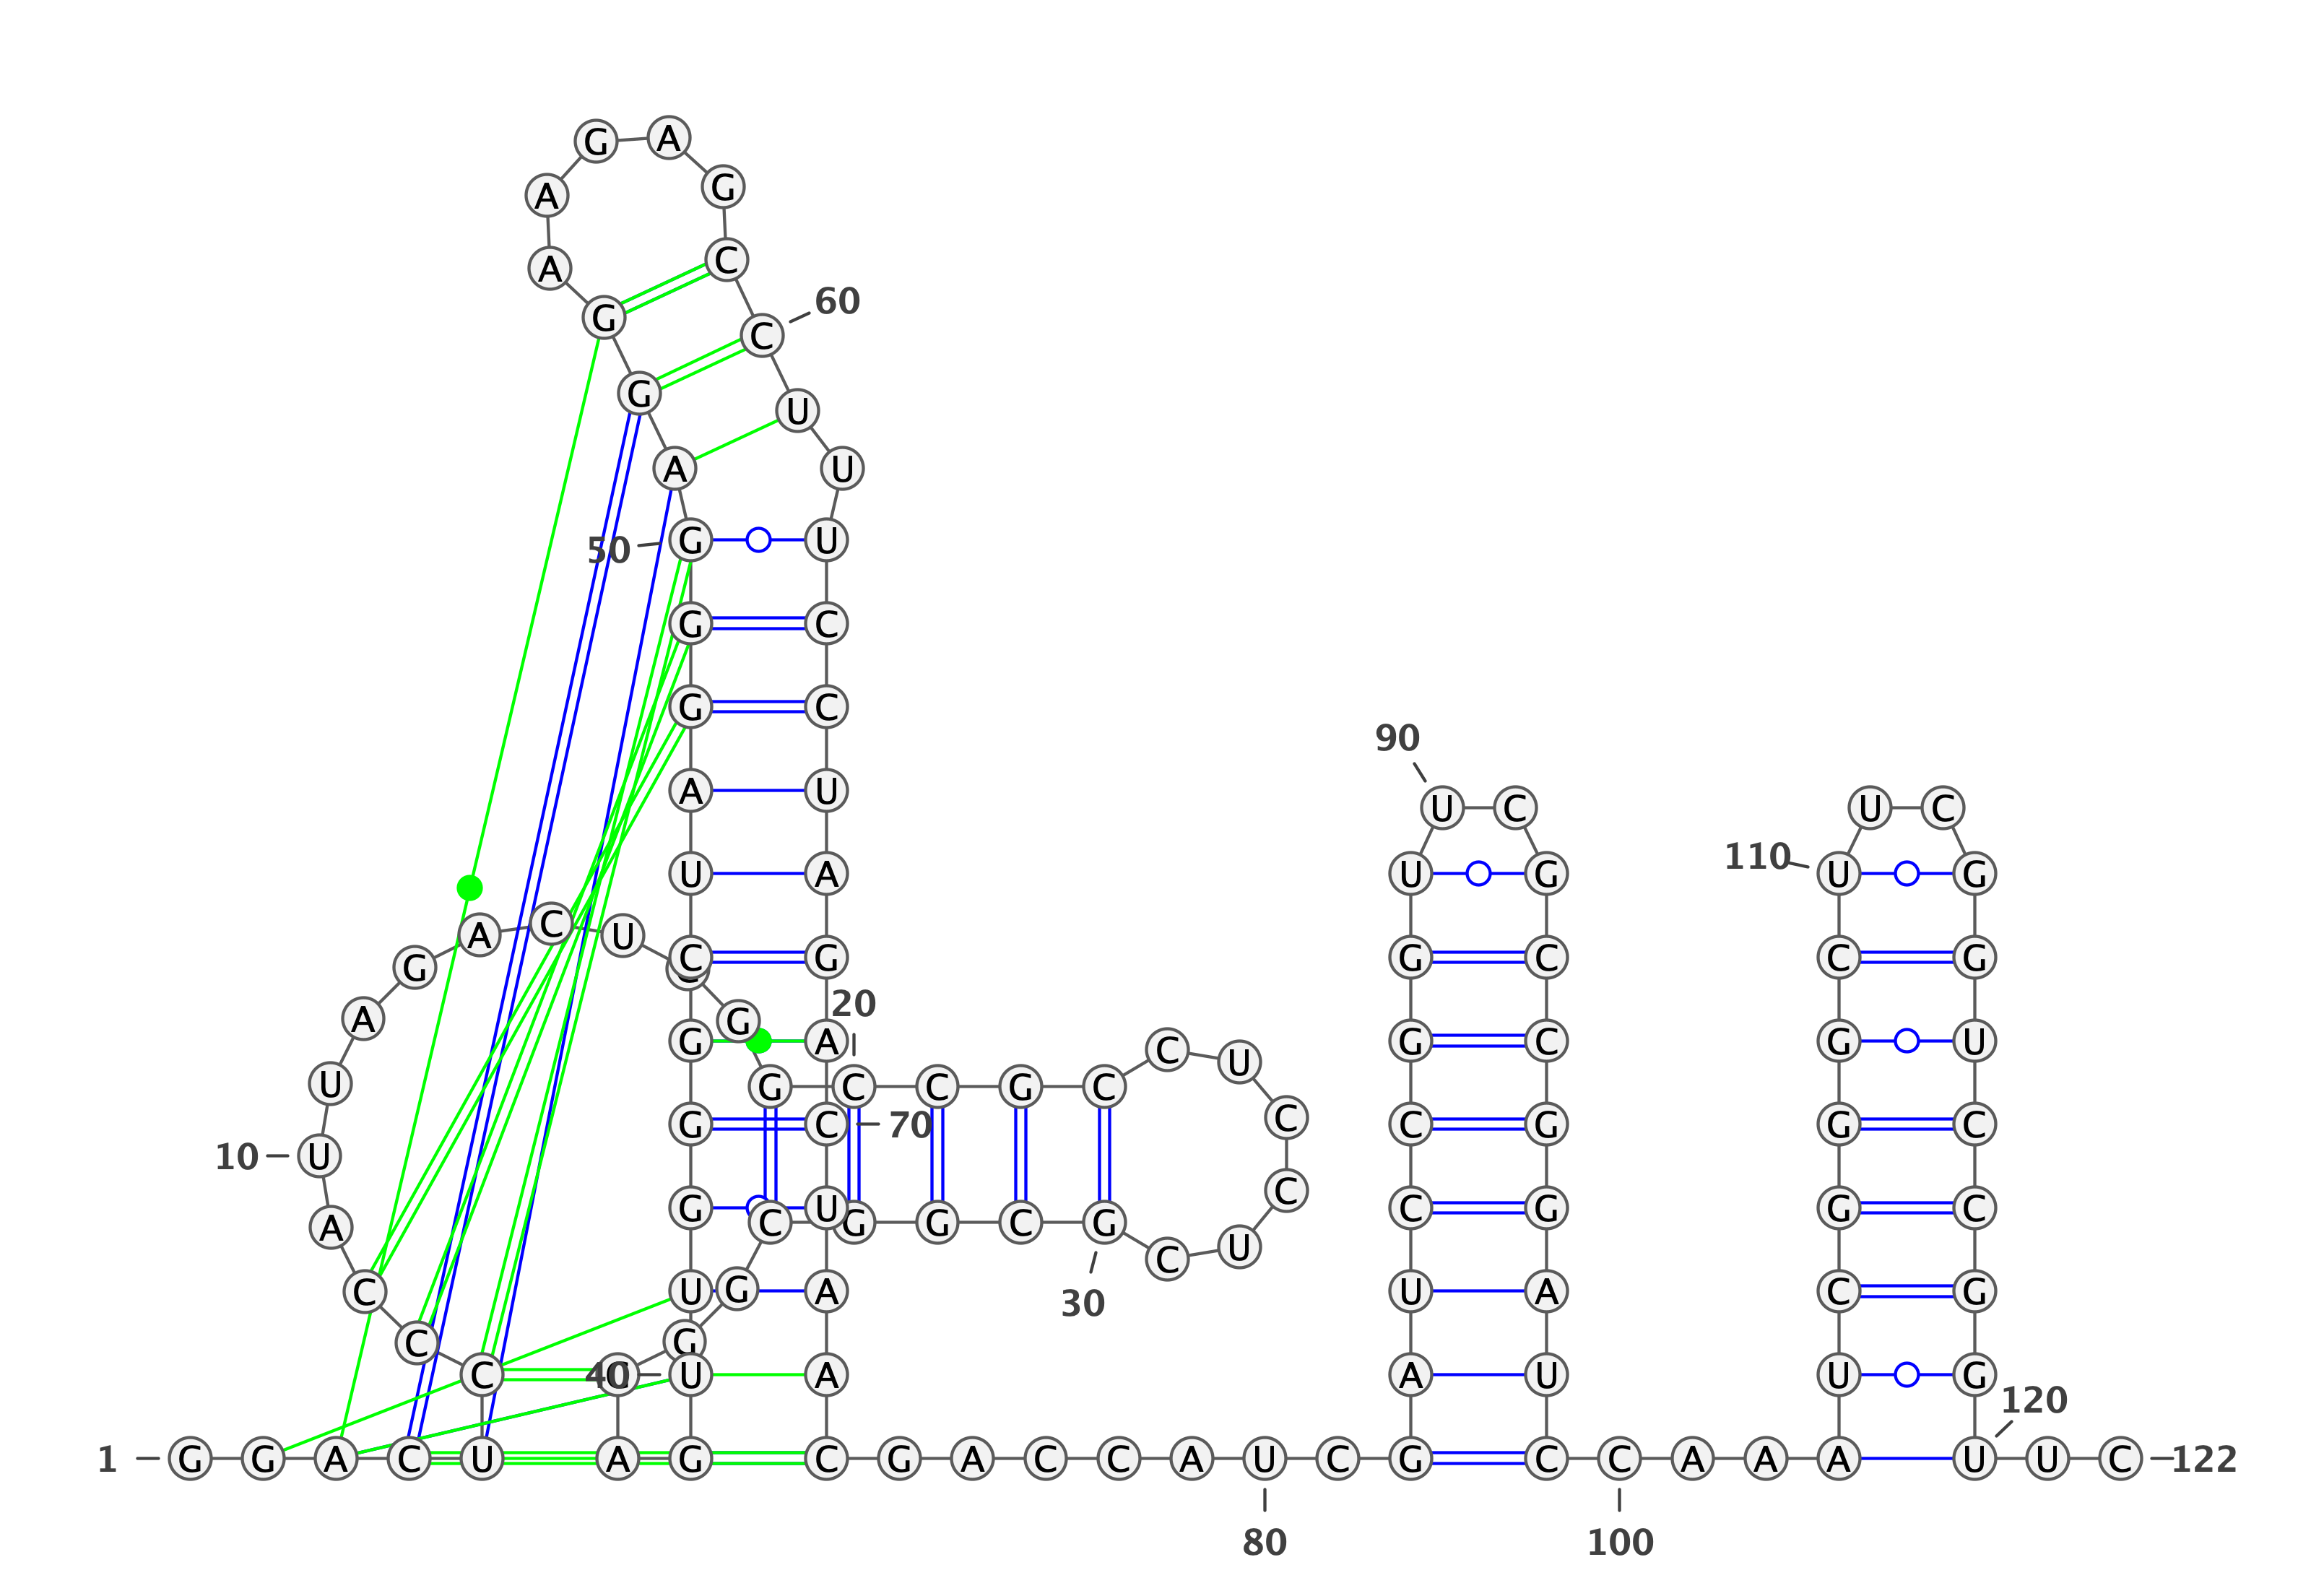 G A
A G
A C
60
G C
G U
A U
50 G U
G C
G C
90
U C U C
A U
110
U A U G U G
A C U
G C C G G C C G
20
A G
G A G C G U
C U
U G C C G C
C
G C 70 C G G C
10 U
C
G U C G G C
A C G G C G
U
C
C U G A U A C G
30
C G
C 40 U A A U U G
120
1 G G A C U A G C G A C C A U C G C C A A A U U C 122
80 100